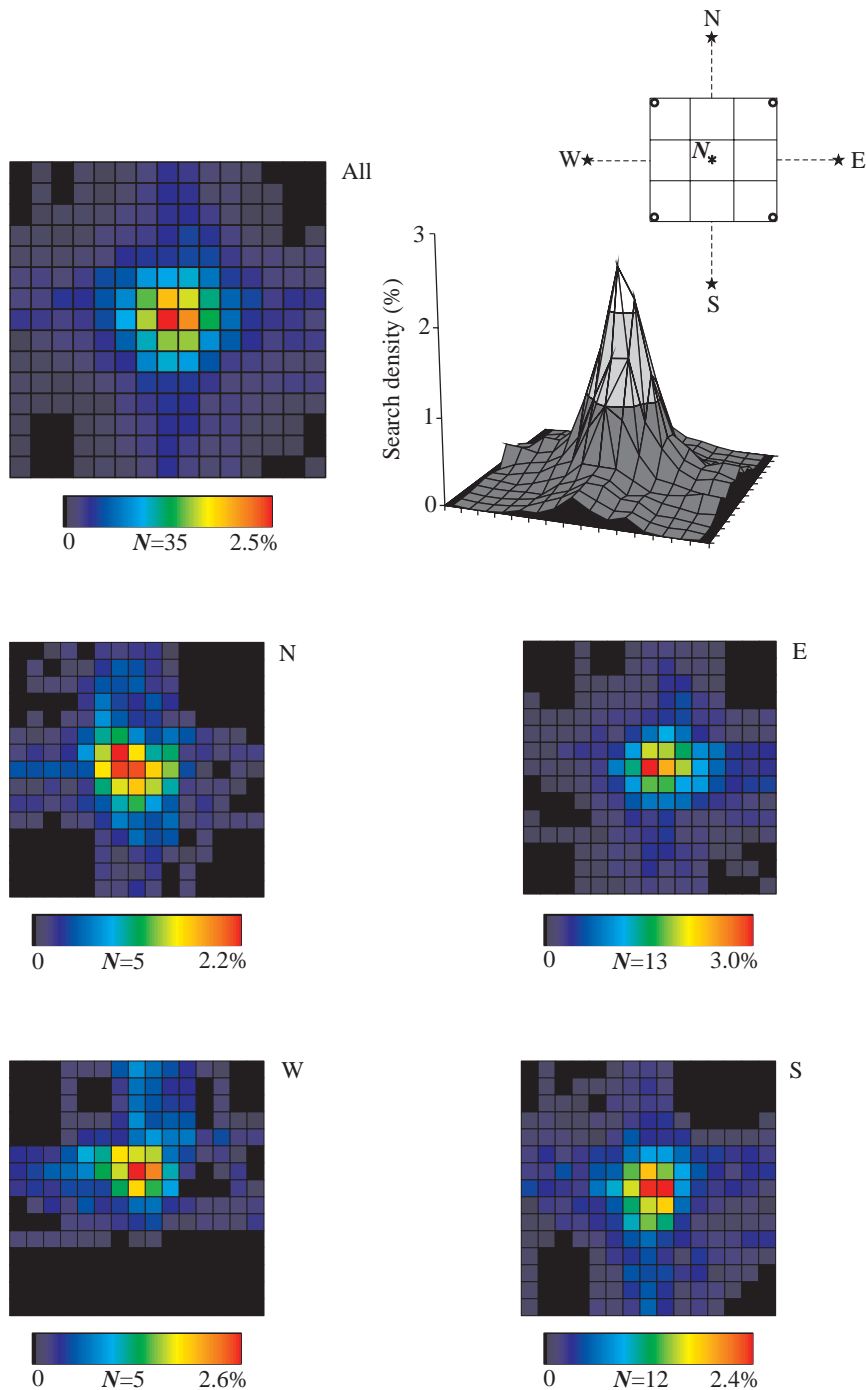 N
W N E
S
All
3
2
1
0
Search density (%)
0 N=35 2.5%
N
0 N=5 2.2%
E
0 N=13 3.0%
W
0 N=5 2.6%
S
0 N=12 2.4%